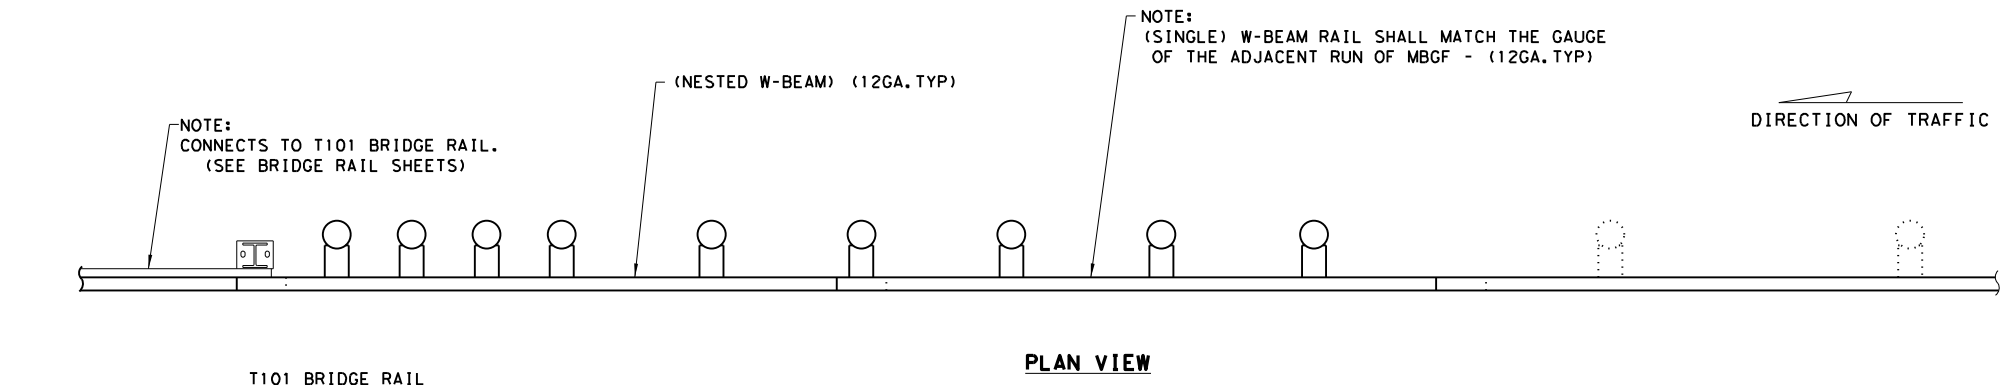 NOTE:
(SINGLE) W-BEAM RAIL SHALL MATCH THE GAUGE
OF THE ADJACENT RUN OF MBGF - (12GA.TYP)
(NESTED W-BEAM) (12GA.TYP)
DIRECTION OF TRAFFIC
NOTE:
CONNECTS TO T101 BRIDGE RAIL.
(SEE BRIDGE RAIL SHEETS)
PLAN VIEW
T101 BRIDGE RAIL